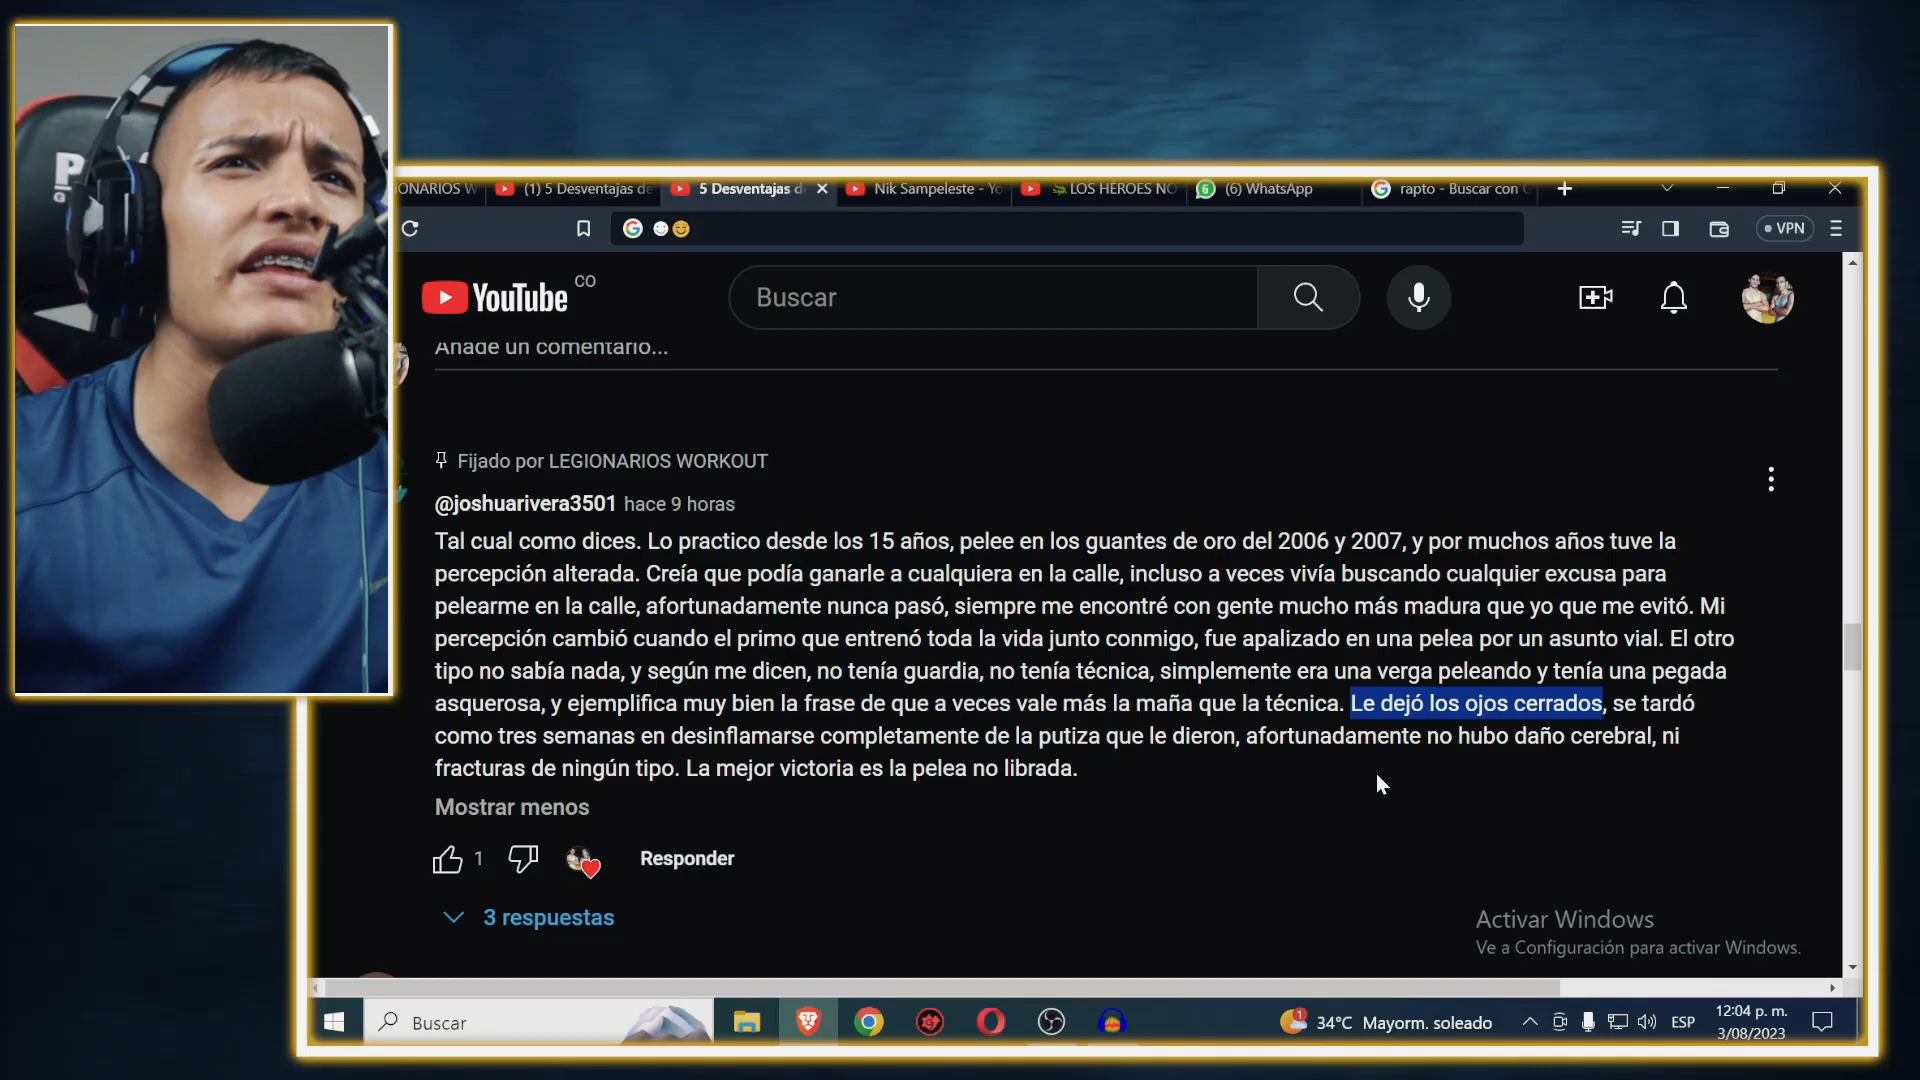 P
ONARIOS W
(1) 5 Desventajas de
5 Desventajas d
Nik Sampeleste - Yo
LOS HÉROES NO
(6) WhatsApp
rapto - Buscar con G
VPN
YouTube CO
Buscar
Añade un comentario...
Fijado por LEGIONARIOS WORKOUT
@joshuarivera3501 hace 9 horas
Tal cual como dices. Lo practico desde los 15 años, pelee en los guantes de oro del 2006 y 2007, y por muchos años tuve la
percepción alterada. Creía que podía ganarle a cualquiera en la calle, incluso a veces vivía buscando cualquier excusa para
pelearme en la calle, afortunadamente nunca pasó, siempre me encontré con gente mucho más madura que yo que me evitó. Mi
percepción cambió cuando el primo que entrenó toda la vida junto conmigo, fue apalizado en una pelea por un asunto vial. El otro
tipo no sabía nada, y según me dicen, no tenía guardia, no tenía técnica, simplemente era una verga peleando y tenía una pegada
asquerosa, y ejemplifica muy bien la frase de que a veces vale más la maña que la técnica. Le dejó los ojos cerrados, se tardó
como tres semanas en desinflamarse completamente de la putiza que le dieron, afortunadamente no hubo daño cerebral, ni
fracturas de ningún tipo. La mejor victoria es la pelea no librada.
Mostrar menos
1
Responder
3 respuestas
Activar Windows
Ve a Configuración para activar Windows.
Buscar
1
34°C Mayorm. soleado
ESP
12:04 p. m.
3/08/2023